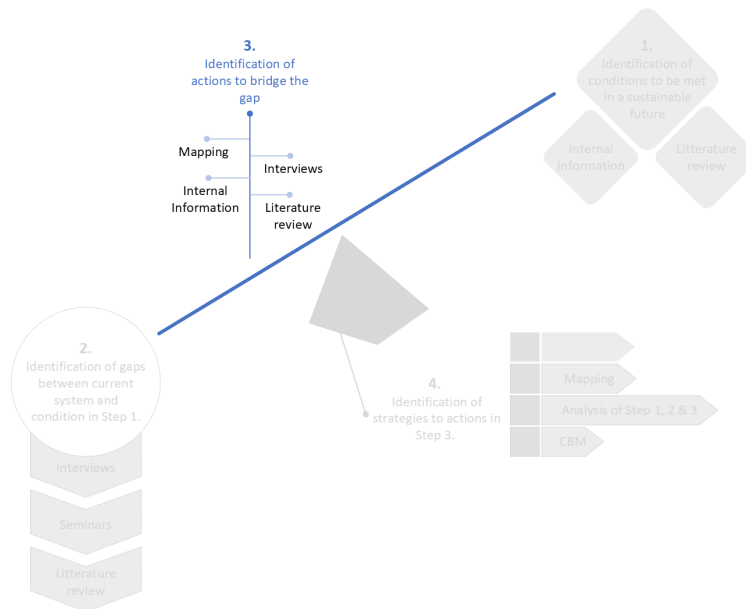 3.
Identification of
actions to bridge the
gap
Mapping
Interviews
Internal
Information
Literature
review
1.
Identification of
conditions to be met
in a sustainable
future
Internal
Information
Litterature
review
2.
Identification of gaps
between current
system and
condition in Step 1.
Interviews
Seminars
Litterature
review
4.
Identification of
strategies to actions in
Step 3.
Mapping
Analysis of Step 1, 2 & 3
CBM